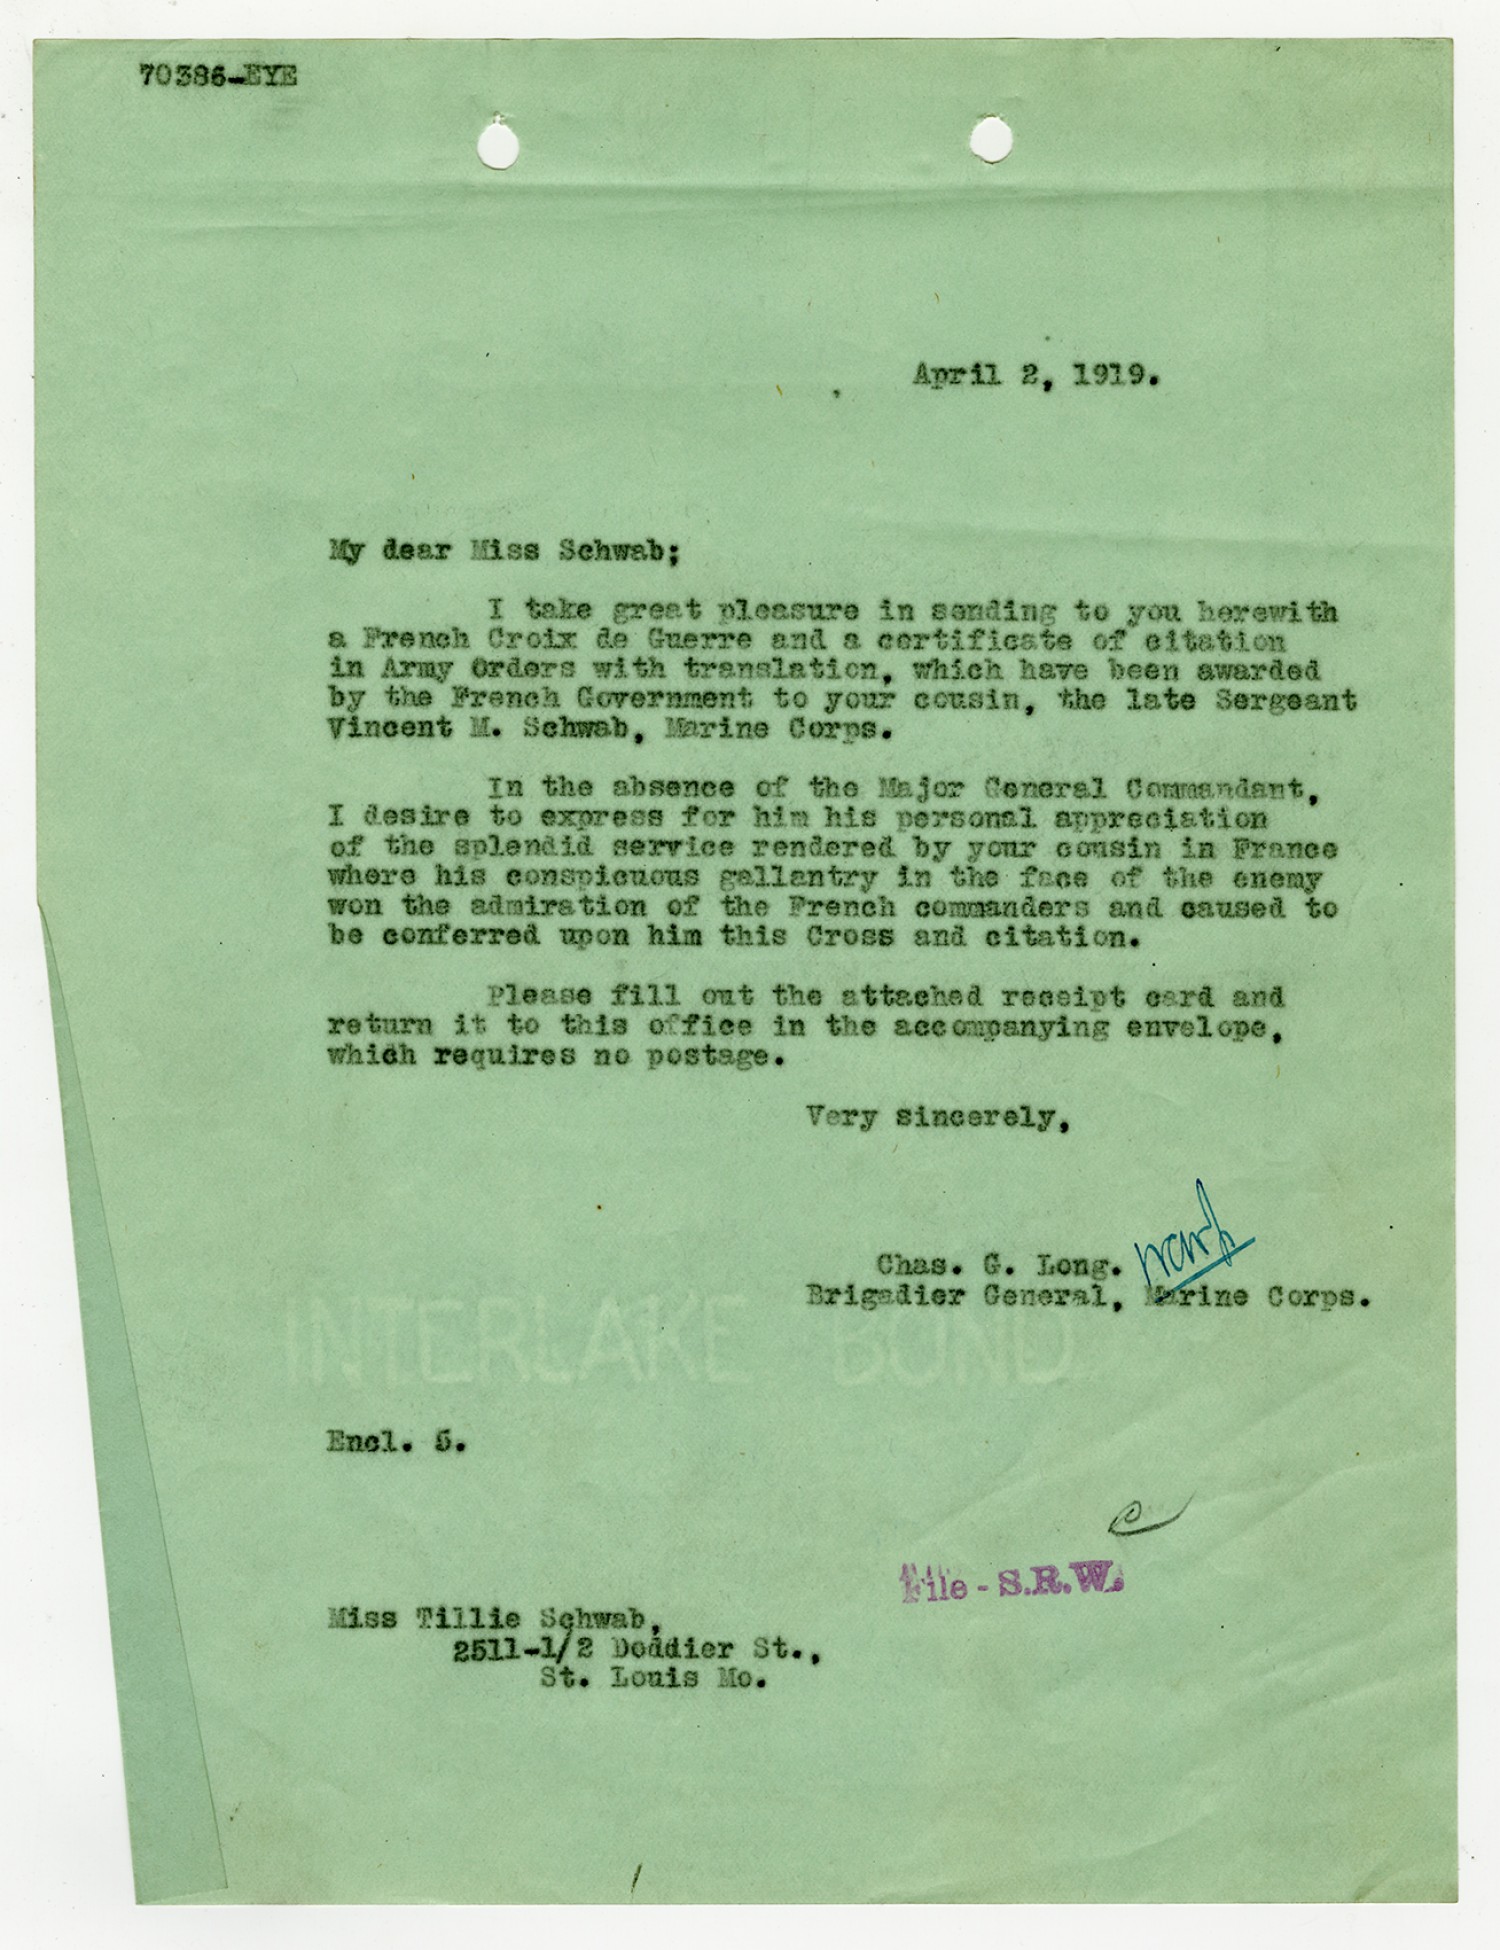 70386-EYE
April 2, 1919.
My dear Miss Schwab;
I take great pleasure in sending to you herewith
a French Croix de Guerre and a certificate of citation
in Army Orders with translation, which have been awarded
by the French Government to your cousin, the late Sergeant
Vincent M. Schwab, Marine Corps.
In the absence of the Major General Commandant,
I desire to express for him his personal appreciation
of the splendid service rendered by your cousin in France
where his conspicuous gallantry in the face of the enemy
won the admiration of the French commanders and caused to
be conferred upon him this Cross and citation.
Please fill out the attached receipt card and
return it to this office in the accompanying envelope,
which requires no postage.
Very sincerely,
Chas. G. Long.
Brigadier General, Marine Corps.
INTERLAKE BOND
Encl. 5.
File - S.R.W.
Miss Tillie Schwab,
2511-1/2 Doddier St.,
St. Louis Mo.